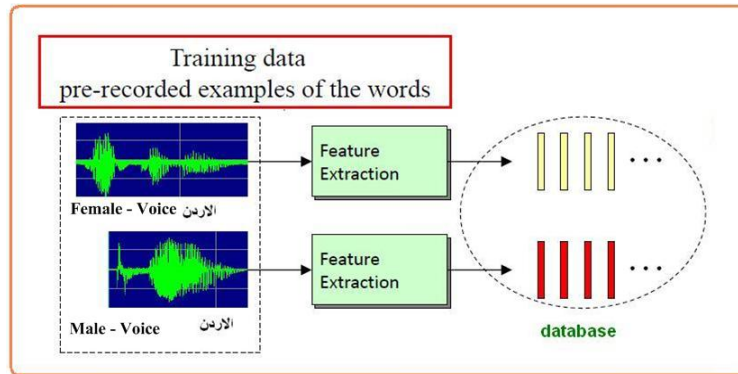 Training data
pre-recorded examples of the words
Female - Voice الاردن
Feature
Extraction
Male - Voice الاردن
Feature
Extraction
database